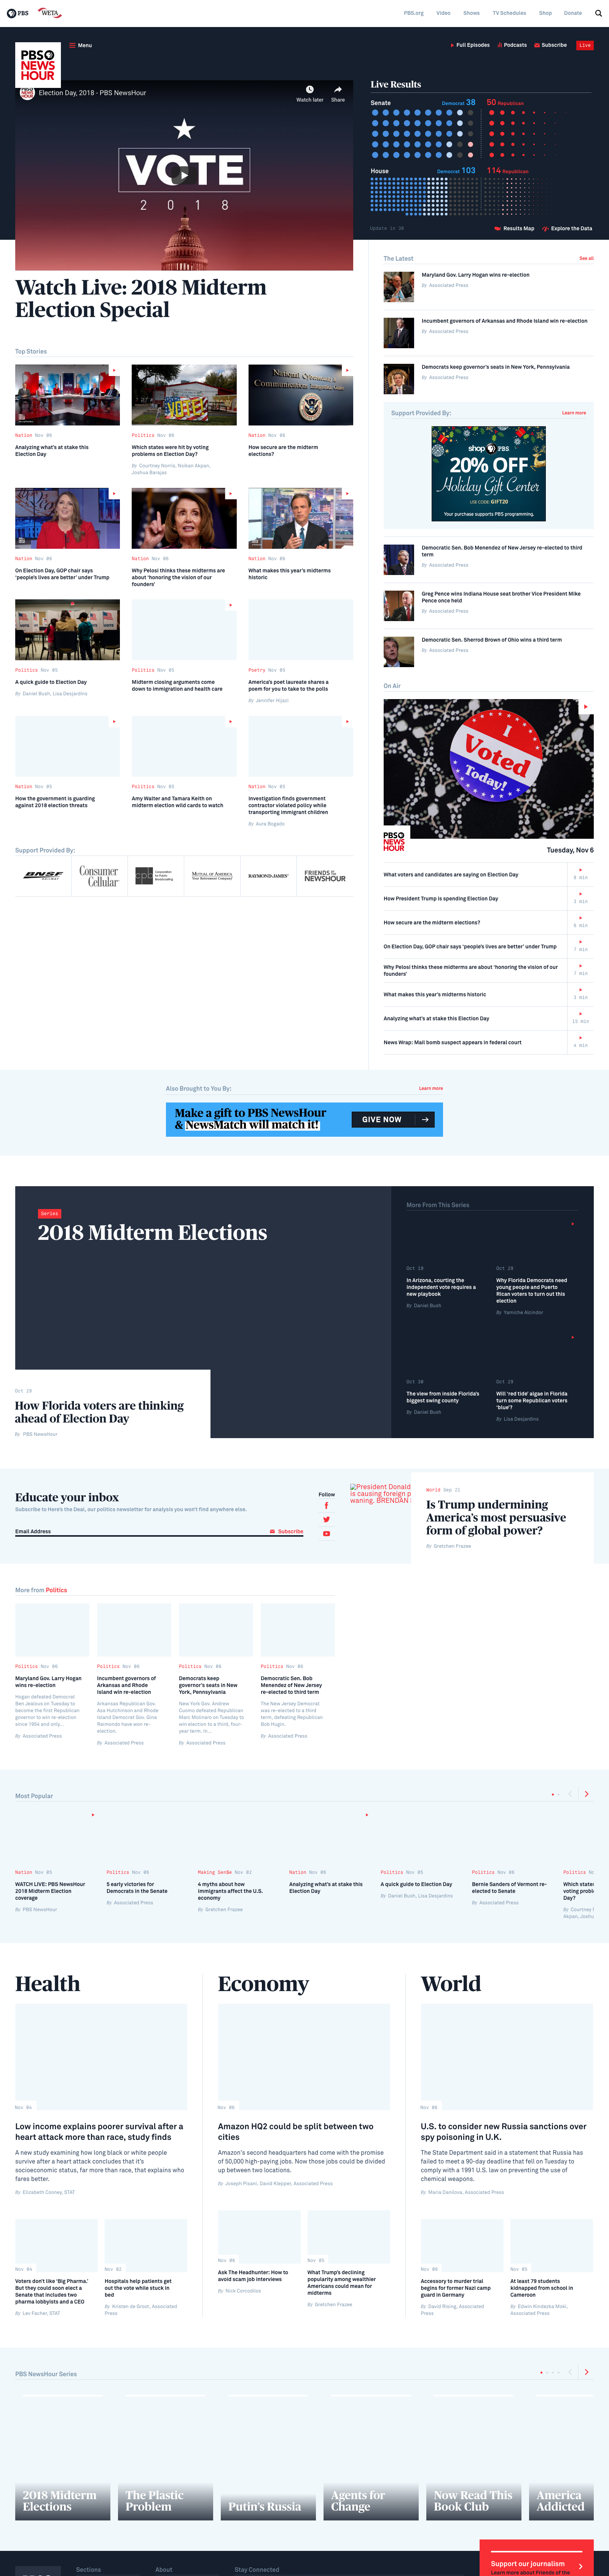 PBS
WETA
PBS.org
Video
Shows
TV Schedules
Shop
Donate
PBS
NEWS
HOUR
Menu
Full Episodes
Podcasts
Subscribe
Live
Election Day, 2018 - PBS NewsHour
Watch later
Share
VOTE
2018
Watch Live: 2018 Midterm
Election Special
Live Results
Senate
Democrat 38
50 Republican
House
Democrat 103
114 Republican
Results Map
Explore the Data
Top Stories
Nation Nov 06
Analyzing what's at stake this
Election Day
Politics Nov 06
Which states were hit by voting
problems on Election Day?
By Courtney Norris, Nsikan Akpan,
Joshua Barajas
Nation Nov 06
How secure are the midterm
elections?
Nation Nov 06
On Election Day, GOP chair says
'people's lives are better' under Trump
Nation Nov 06
Why Pelosi thinks these midterms are
about 'honoring the vision of our
founders'
Nation Nov 06
What makes this year's midterms
historic
Politics Nov 05
A quick guide to Election Day
By Daniel Bush, Lisa Desjardins
Politics Nov 05
Midterm closing arguments come
down to immigration and health care
Poetry Nov 05
America's poet laureate shares a
poem for you to take to the polls
By Jennifer Hijazi
Nation Nov 05
How the government is guarding
against 2018 election threats
Politics Nov 05
Amy Walter and Tamara Keith on
midterm election wild cards to watch
Nation Nov 05
Investigation finds government
contractor violated policy while
transporting immigrant children
By Aura Bogado
Support Provided By:
BNSF
RAILWAY
Consumer
Cellular
cpb
MUTUAL OF AMERICA
RAYMOND JAMES
FRIENDS OF THE
NEWSHOUR
The Latest
See all
Maryland Gov. Larry Hogan wins re-election
By Associated Press
Incumbent governors of Arkansas and Rhode Island win re-election
By Associated Press
Democrats keep governor's seats in New York, Pennsylvania
By Associated Press
Support Provided By:
Learn more
shop PBS
20% OFF
Holiday Gift Center
USE CODE: GIFT20
Your purchase supports PBS programming.
Democratic Sen. Bob Menendez of New Jersey re-elected to third
term
By Associated Press
Greg Pence wins Indiana House seat brother Vice President Mike
Pence once held
By Associated Press
Democratic Sen. Sherrod Brown of Ohio wins a third term
By Associated Press
On Air
I
Voted
Today!
PBS
NEWS
HOUR
Tuesday, Nov 6
What voters and candidates are saying on Election Day
8 min
How President Trump is spending Election Day
3 min
How secure are the midterm elections?
6 min
On Election Day, GOP chair says 'people's lives are better' under Trump
7 min
Why Pelosi thinks these midterms are about 'honoring the vision of our
founders'
7 min
What makes this year's midterms historic
3 min
Analyzing what's at stake this Election Day
15 min
News Wrap: Mail bomb suspect appears in federal court
4 min
Also Brought to You By:
Learn more
Make a gift to PBS NewsHour
& NewsMatch will match it!
GIVE NOW
Series
2018 Midterm Elections
Oct 29
How Florida voters are thinking
ahead of Election Day
By PBS NewsHour
More From This Series
Oct 19
In Arizona, courting the
independent vote requires a
new playbook
By Daniel Bush
Oct 29
Why Florida Democrats need
young people and Puerto
Rican voters to turn out this
election
By Yamiche Alcindor
Oct 30
The view from inside Florida's
biggest swing county
By Daniel Bush
Oct 29
Will 'red tide' algae in Florida
turn some Republican voters
'blue'?
By Lisa Desjardins
Educate your inbox
Subscribe to Here's the Deal, our politics newsletter for analysis you won't find anywhere else.
Email Address
Subscribe
Follow
President Donald
is causing foreign p
waning. BRENDAN
World Sep 21
Is Trump undermining
America's most persuasive
form of global power?
By Gretchen Frazee
More from Politics
Politics Nov 06
Maryland Gov. Larry Hogan
wins re-election
Hogan defeated Democrat
Ben Jealous on Tuesday to
become the first Republican
governor to win re-election
since 1954 and only…
By Associated Press
Politics Nov 06
Incumbent governors of
Arkansas and Rhode
Island win re-election
Arkansas Republican Gov.
Asa Hutchinson and Rhode
Island Democrat Gov. Gina
Raimondo have won re-
election.
By Associated Press
Politics Nov 06
Democrats keep
governor's seats in New
York, Pennsylvania
New York Gov. Andrew
Cuomo defeated Republican
Marc Molinaro on Tuesday to
win election to a third, four-
year term. In…
By Associated Press
Politics Nov 06
Democratic Sen. Bob
Menendez of New Jersey
re-elected to third term
The New Jersey Democrat
was re-elected to a third
term, defeating Republican
Bob Hugin.
By Associated Press
Most Popular
Nation Nov 05
WATCH LIVE: PBS NewsHour
2018 Midterm Election
coverage
By PBS NewsHour
Politics Nov 06
5 early victories for
Democrats in the Senate
By Associated Press
Making Sen$e Nov 02
4 myths about how
immigrants affect the U.S.
economy
By Gretchen Frazee
Nation Nov 06
Analyzing what's at stake this
Election Day
Politics Nov 05
A quick guide to Election Day
By Daniel Bush, Lisa Desjardins
Politics Nov 06
Bernie Sanders of Vermont re-
elected to Senate
By Associated Press
Politics
Which states
voting proble
Day?
By Courtney
Akpan, Joshu
Health
Nov 04
Low income explains poorer survival after a
heart attack more than race, study finds
A new study examining how long black or white people
survive after a heart attack concludes that it's
socioeconomic status, far more than race, that explains who
fares better.
By Elizabeth Cooney, STAT
Nov 04
Voters don't like 'Big Pharma.'
But they could soon elect a
Senate that includes two
pharma lobbyists and a CEO
By Lev Facher, STAT
Nov 02
Hospitals help patients get
out the vote while stuck in
bed
By Kristen de Groot, Associated
Press
Economy
Nov 06
Amazon HQ2 could be split between two
cities
Amazon's second headquarters had come with the promise
of 50,000 high-paying jobs. Now those jobs could be divided
up between two locations.
By Joseph Pisani, David Klepper, Associated Press
Nov 06
Ask The Headhunter: How to
avoid scam job interviews
By Nick Corcodilos
Nov 05
What Trump's declining
popularity among wealthier
Americans could mean for
midterms
By Gretchen Frazee
World
Nov 06
U.S. to consider new Russia sanctions over
spy poisoning in U.K.
The State Department said in a statement that Russia has
failed to meet a 90-day deadline that fell on Tuesday to
comply with a 1991 U.S. law on preventing the use of
chemical weapons.
By Maria Danilova, Associated Press
Nov 06
Accessory to murder trial
begins for former Nazi camp
guard in Germany
By David Rising, Associated
Press
Nov 05
At least 79 students
kidnapped from school in
Cameroon
By Edwin Kindzeka Moki,
Associated Press
PBS NewsHour Series
2018 Midterm
Elections
The Plastic
Problem
Putin's Russia
Agents for
Change
Now Read This
Book Club
America
Addicted
Sections
About
Stay Connected
Support our journalism
Learn more about Friends of the